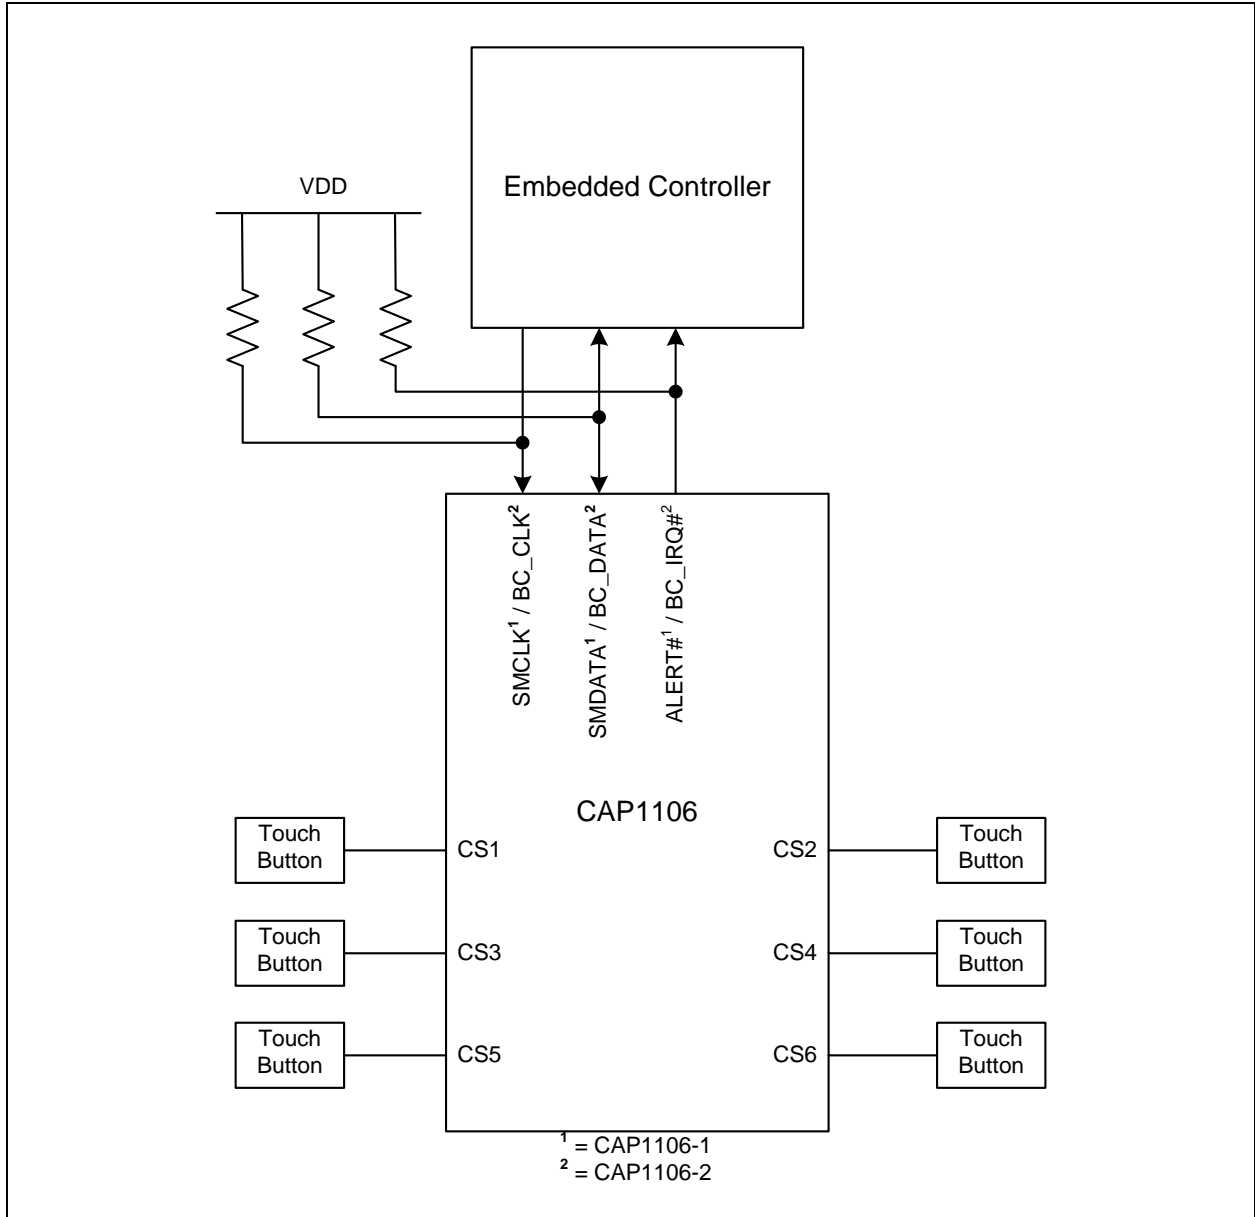 Embedded Controller
VDD
SMCLK¹ / BC_CLK²
SMDATA¹ / BC_DATA²
ALERT#¹ / BC_IRQ#²
CAP1106
Touch
Button
CS1
CS2
Touch
Button
Touch
Button
CS3
CS4
Touch
Button
Touch
Button
CS5
CS6
Touch
Button
¹ = CAP1106-1
² = CAP1106-2